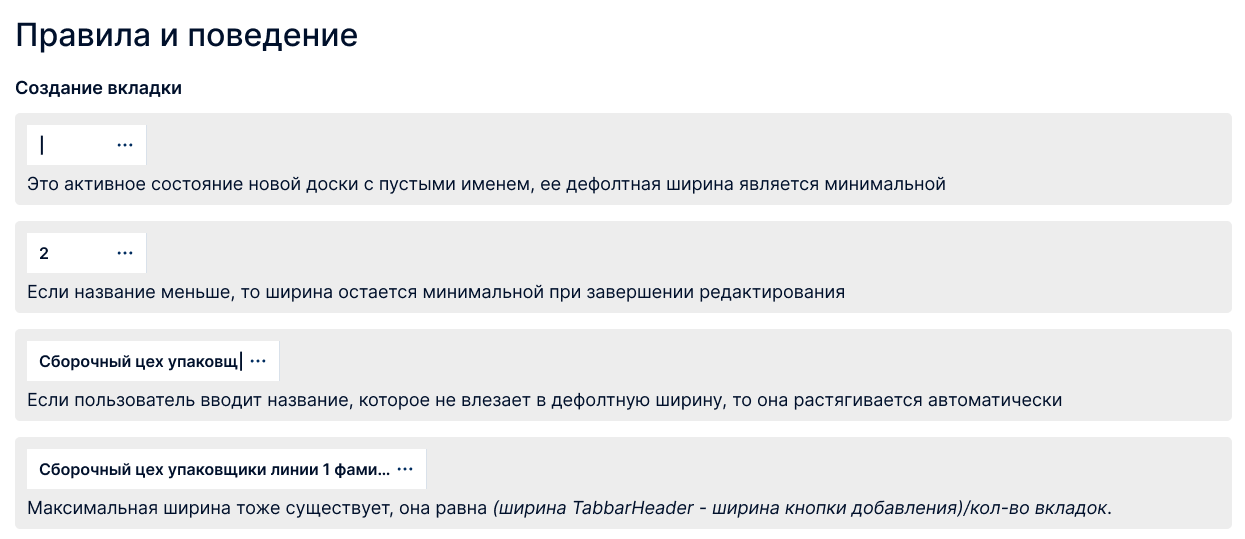 Правила и поведение
Создание вкладки
Это активное состояние новой доски с пустыми именем, ее дефолтная ширина является минимальной
2 ...
Если название меньше, то ширина остается минимальной при завершении редактирования
Сборочный цех упаковщ ...
Если пользователь вводит название, которое не влезает в дефолтную ширину, то она растягивается автоматически
Сборочный цех упаковщики линии 1 фами... ...
Максимальная ширина тоже существует, она равна (ширина TabbarHeader - ширина кнопки добавления)/кол-во вкладок.